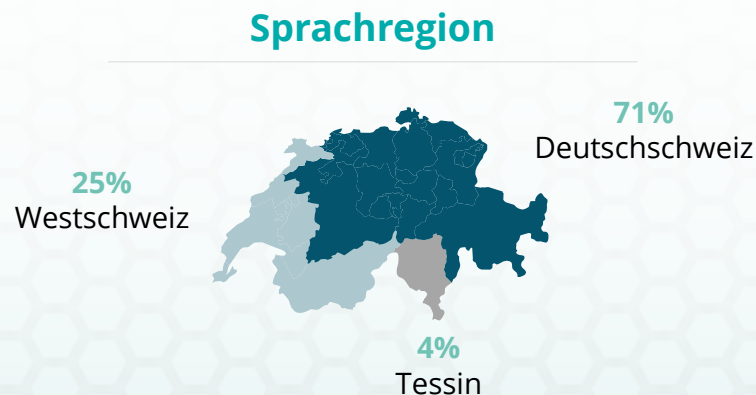 Sprachregion
71%
Deutschschweiz
25%
Westschweiz
4%
Tessin